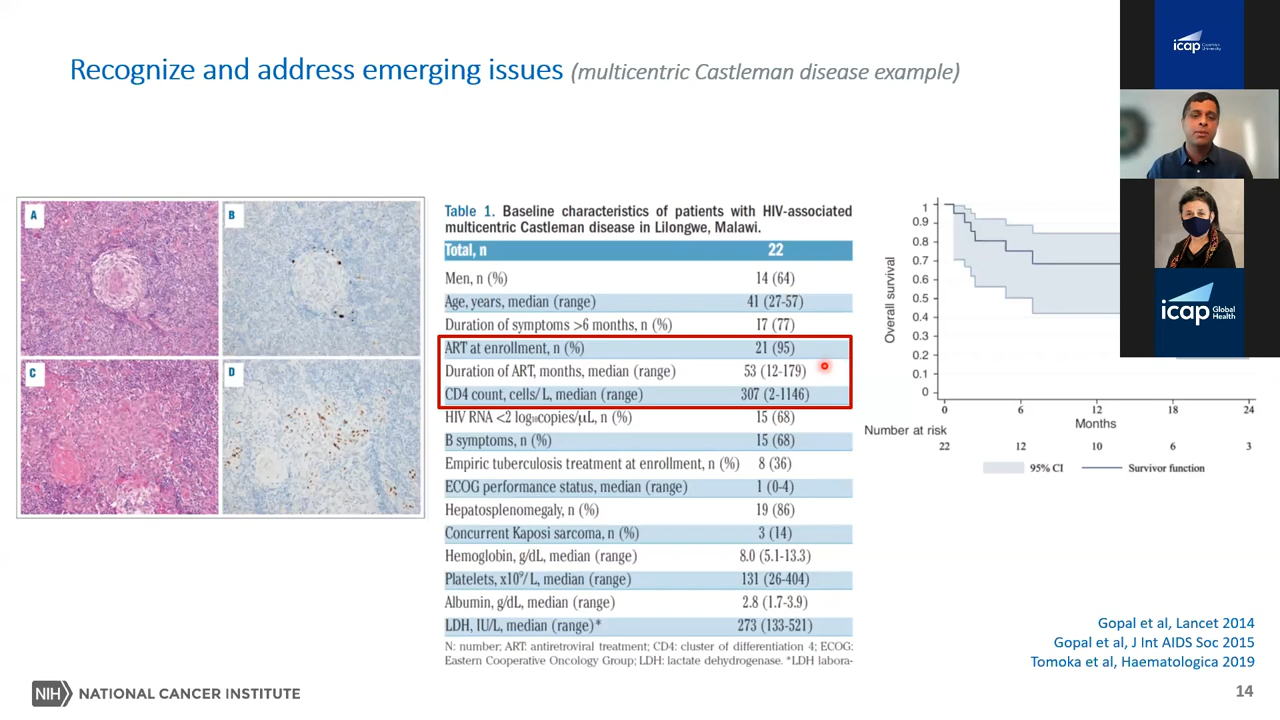 Recognize and address emerging issues (multicentric Castleman disease example)
icap Columbia University
A
B
C
D
Table 1. Baseline characteristics of patients with HIV-associated
multicentric Castleman disease in Lilongwe, Malawi.
Total, n 22
Men, n (%) 14 (64)
Age, years, median (range) 41 (27-57)
Duration of symptoms >6 months, n (%) 17 (77)
ART at enrollment, n (%) 21 (95)
Duration of ART, months, median (range) 53 (12-179)
CD4 count, cells/ L, median (range) 307 (2-1146)
HIV RNA <2 log₁₀copies/μL, n (%) 15 (68)
B symptoms, n (%) 15 (68)
Empiric tuberculosis treatment at enrollment, n (%) 8 (36)
ECOG performance status, median (range) 1 (0-4)
Hepatosplenomegaly, n (%) 19 (86)
Concurrent Kaposi sarcoma, n (%) 3 (14)
Hemoglobin, g/dL, median (range) 8.0 (5.1-13.3)
Platelets, x10⁹/ L, median (range) 131 (26-404)
Albumin, g/dL, median (range) 2.8 (1.7-3.9)
LDH, IU/L, median (range)* 273 (133-521)
N: number; ART: antiretroviral treatment; CD4: cluster of differentiation 4; ECOG:
Eastern Cooperative Oncology Group; LDH: lactate dehydrogenase. *LDH labora-
Overall survival
1
0.9
0.8
0.7
0.6
0.5
0.4
0.3
0.2
0.1
0
0 6 12 18 24
Months
Number at risk
22 12 10 6 3
95% CI Survivor function
icap Global
Health
Gopal et al, Lancet 2014
Gopal et al, J Int AIDS Soc 2015
Tomoka et al, Haematologica 2019
NIH NATIONAL CANCER INSTITUTE
14